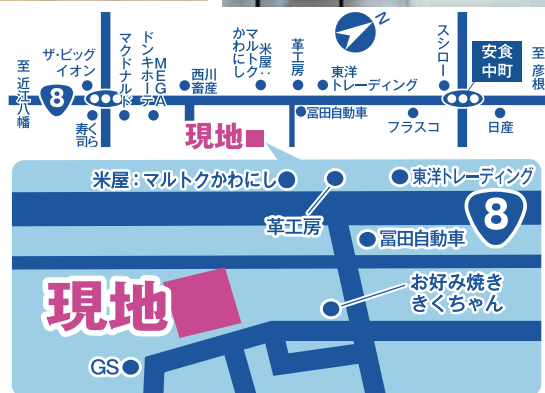 至 近江八幡
8
ザ・ビッグ
イオン
くら
寿司
マクドナルド
MEGA
ドンキホーテ
西川
畜産
米屋:
マルトク
かわにし
革工房
東洋
トレーディング
N
冨田自動車
スシロー
フラスコ
安食
中町
日産
至 彦根
現地
米屋:マルトクかわにし
革工房
東洋トレーディング
8
冨田自動車
現地
お好み焼き
きくちゃん
GS